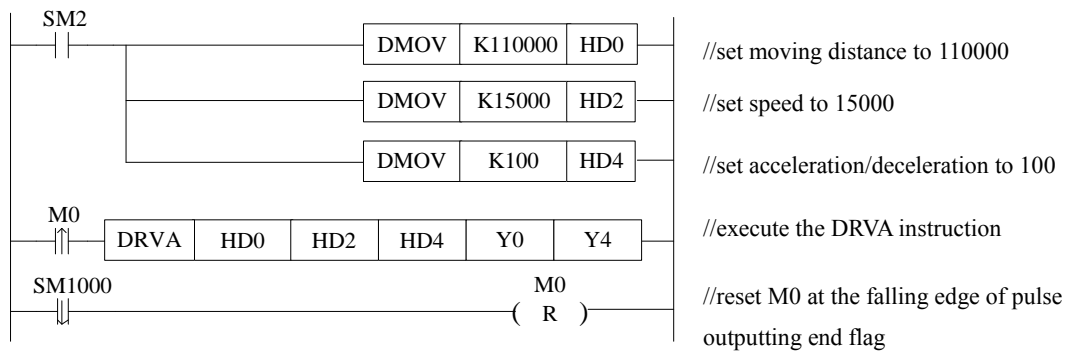 SM2
DMOV K110000 HD0 //set moving distance to 110000
DMOV K15000 HD2 //set speed to 15000
DMOV K100 HD4 //set acceleration/deceleration to 100
M0
DRVA HD0 HD2 HD4 Y0 Y4 //execute the DRVA instruction
SM1000 M0
( R ) //reset M0 at the falling edge of pulse
outputting end flag